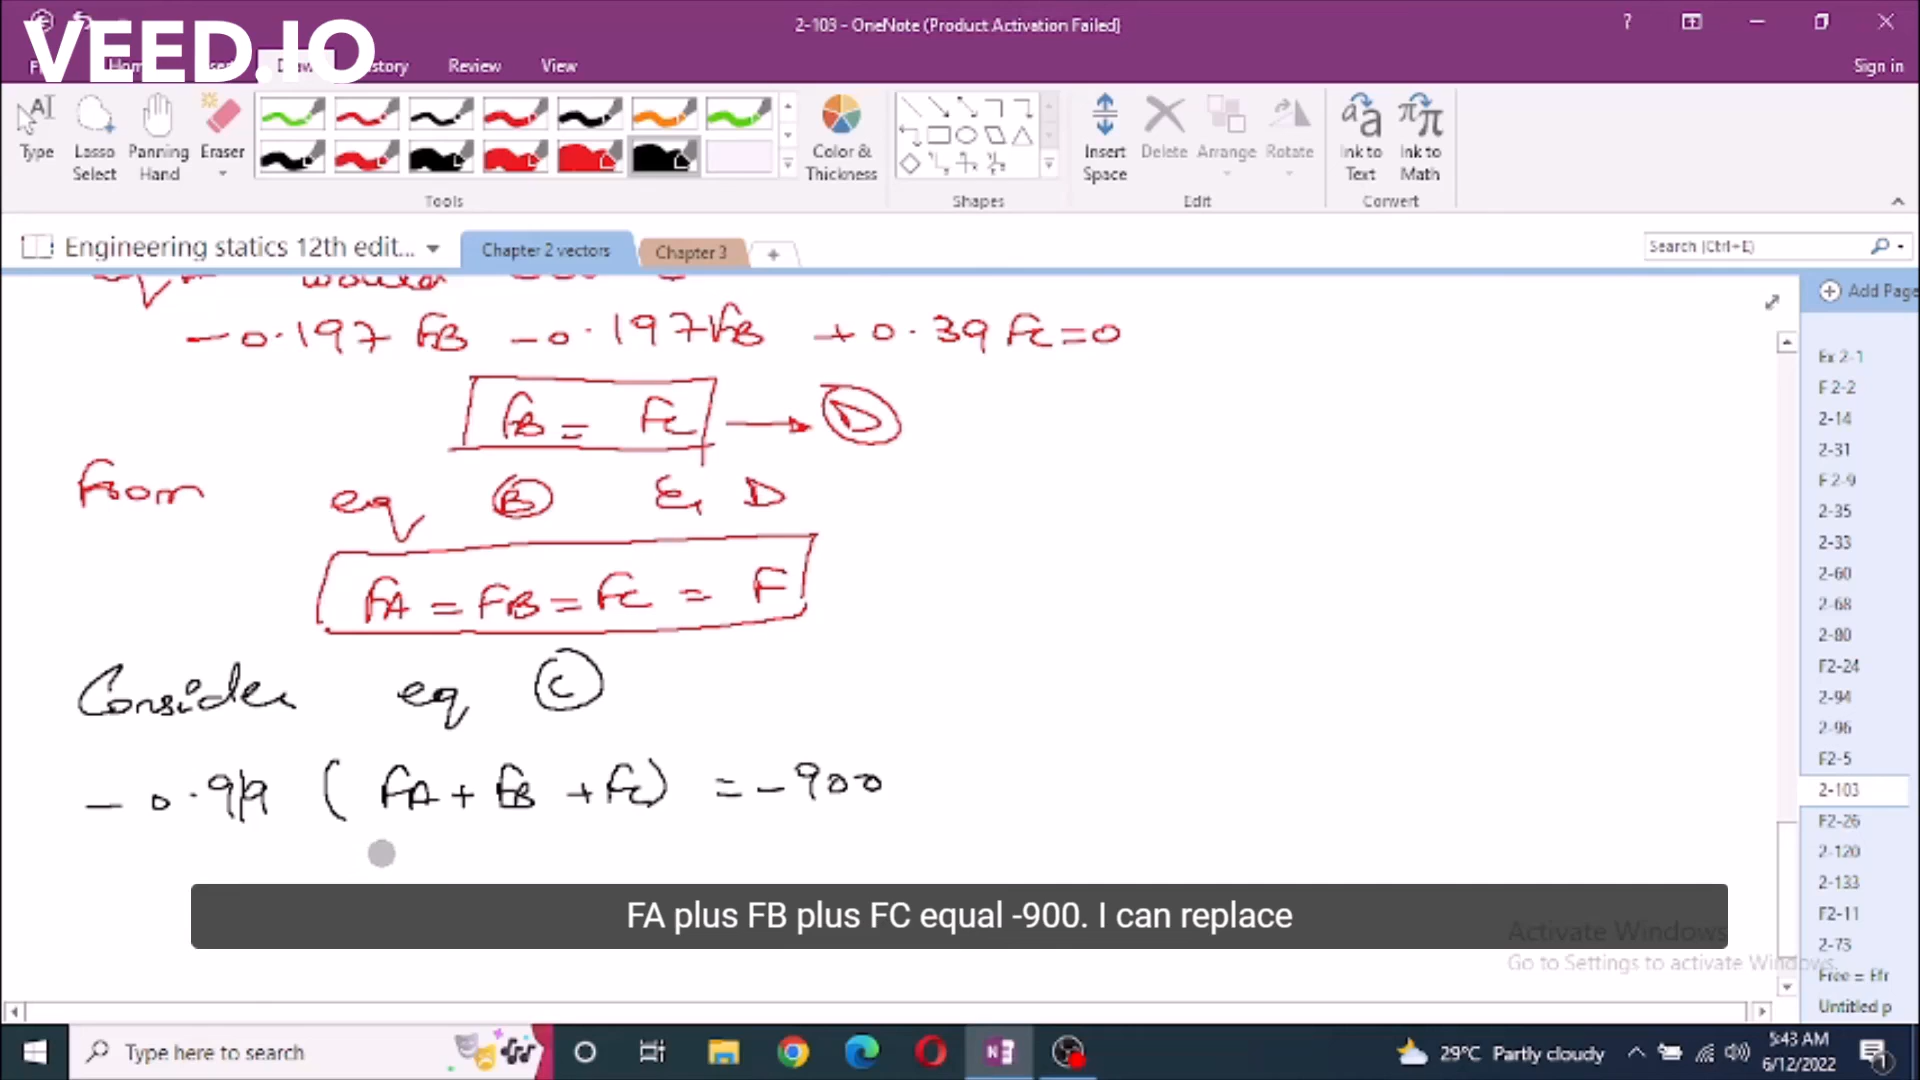 2-103 - OneNote (Product Activation Failed)
VEED.IO
Review View
Sign in
Type
Lasso Select
Panning Hand
Eraser
Color & Thickness
Insert Space
Delete
Arrange
Rotate
Ink to Text
Ink to Math
Tools
Shapes
Edit
Convert
Engineering statics 12th edit...
Chapter 2 vectors
Chapter 3
Search (Ctrl+E)
Add Page
would
- 0.197 FB - 0.197 FB + 0.39 FC = 0
FB = FC → D
From eq B & D
FA = FB = FC = F
Consider eq C
- 0.919 ( FA + FB + FC) = - 900
FA plus FB plus FC equal -900. I can replace
Activate Windows
Go to Settings to activate Windows.
Ex 2-1
F 2-2
2-14
2-31
F 2-9
2-35
2-33
2-60
2-68
2-80
F2-24
2-94
2-96
F2-5
2-103
F2-26
2-120
2-133
F2-11
2-73
Free = Efr
Untitled p
Type here to search
29°C Partly cloudy
5:43 AM
6/12/2022